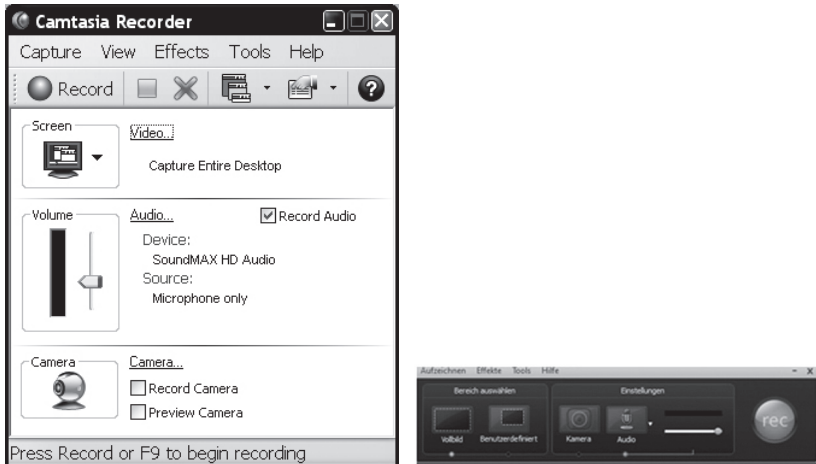 Camtasia Recorder
Capture View Effects Tools Help
Record
Screen
Video...
Capture Entire Desktop
Volume
Audio...
Record Audio
Device:
SoundMAX HD Audio
Source:
Microphone only
Camera
Camera...
Record Camera
Preview Camera
Press Record or F9 to begin recording
Aufzeichnen Effekte Tools Hilfe
Bereich auswählen
Einstellungen
Vollbild Benutzerdefiniert Kamera Audio
rec